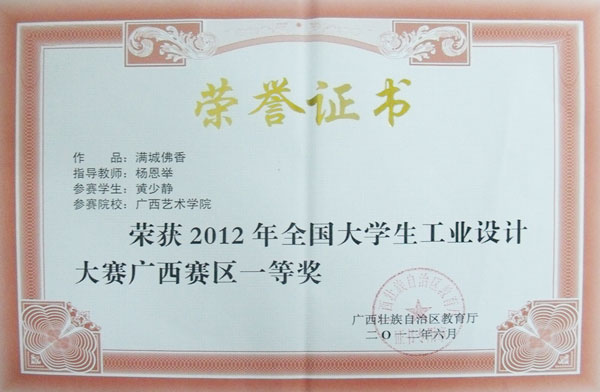 荣誉证书
作　　品：满城佛香
指导教师：杨恩举
参赛学生：黄少静
参赛院校：广西艺术学院
荣获2012年全国大学生工业设计
大赛广西赛区一等奖
广西壮族自治区教育厅
二〇一二年六月